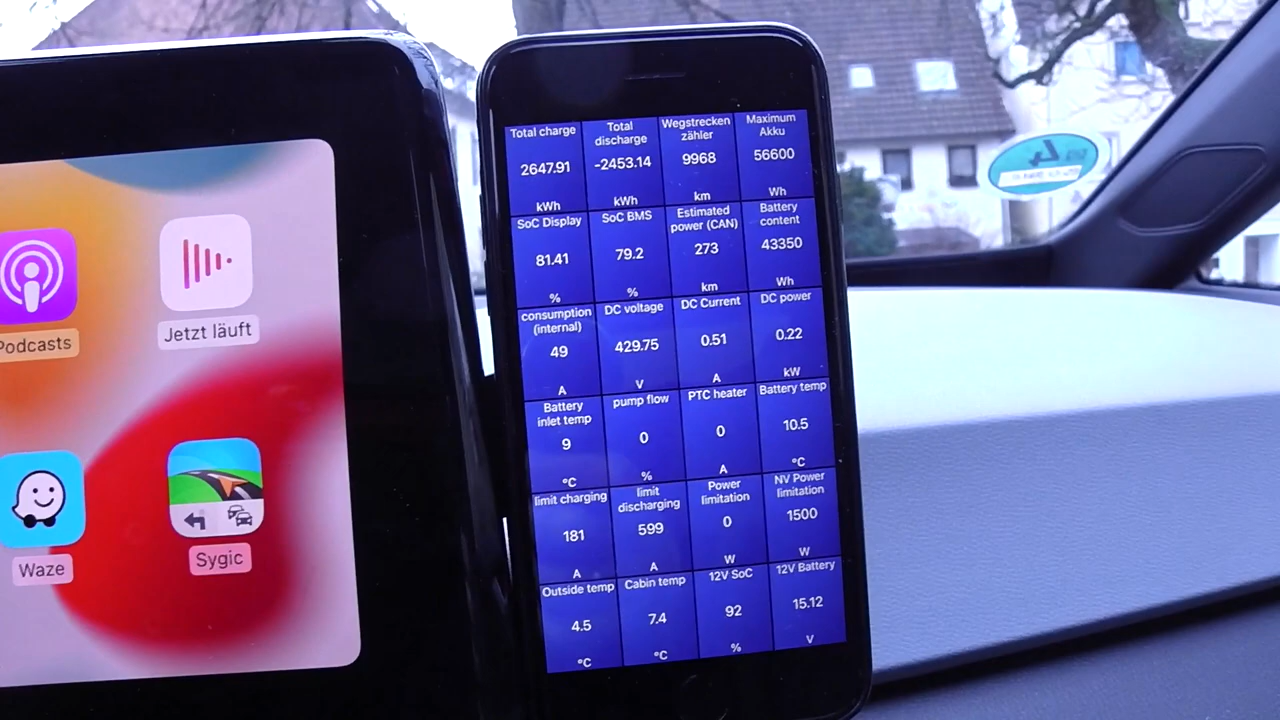 Podcasts
Jetzt läuft
Waze
Sygic
Total charge
2647.91
kWh
Total
discharge
-2453.14
kWh
Wegstrecken
zähler
9968
km
Maximum
Akku
56600
Wh
SoC Display
81.41
%
SoC BMS
79.2
%
Estimated
power (CAN)
273
km
Battery
content
43350
Wh
consumption
(internal)
49
A
DC voltage
429.75
V
DC Current
0.51
A
DC power
0.22
kW
Battery
inlet temp
9
°C
pump flow
0
%
PTC heater
0
A
Battery temp
10.5
°C
limit charging
181
A
limit
discharging
599
A
Power
limitation
0
W
NV Power
limitation
1500
W
Outside temp
4.5
°C
Cabin temp
7.4
°C
12V SoC
92
%
12V Battery
15.12
V